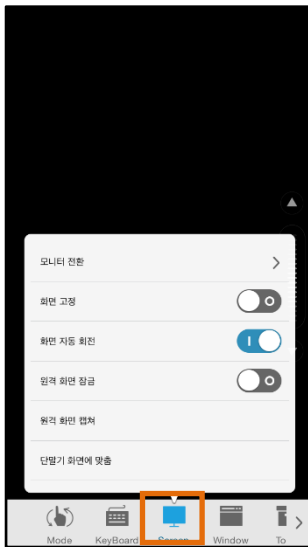 모니터 전환
화면 고정
화면 자동 회전
원격 화면 잠금
원격 화면 캡쳐
단말기 화면에 맞춤
Mode KeyBoard Screen Window To